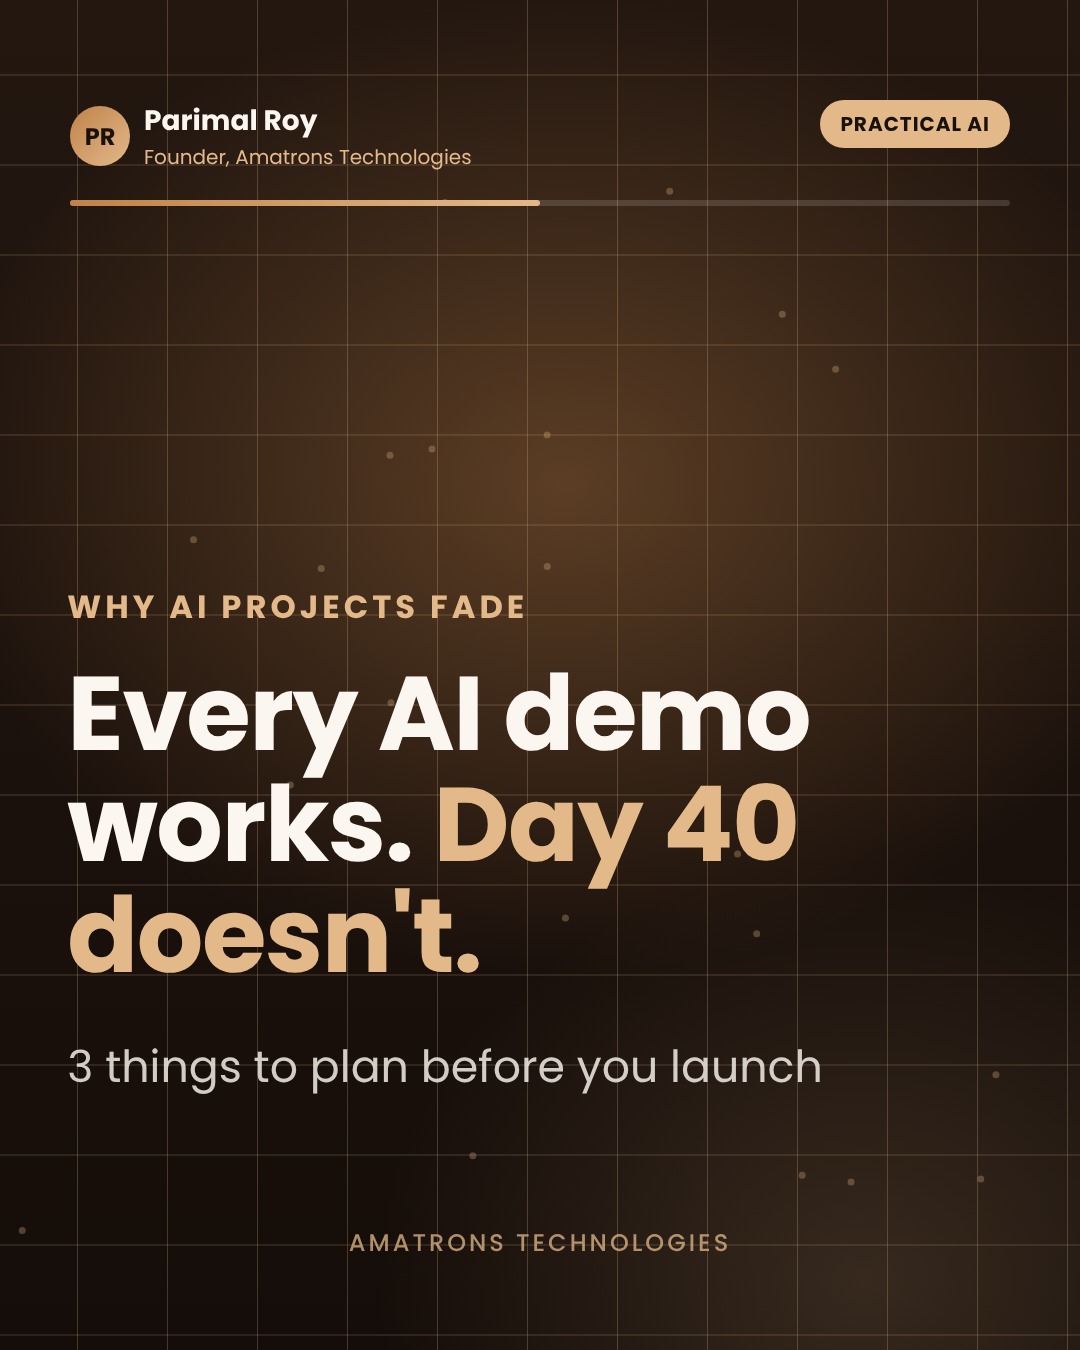 PR
Parimal Roy
Founder, Amatrons Technologies
PRACTICAL AI
WHY AI PROJECTS FADE
Every AI demo
works. Day 40
doesn't.
3 things to plan before you launch
AMATRONS TECHNOLOGIES